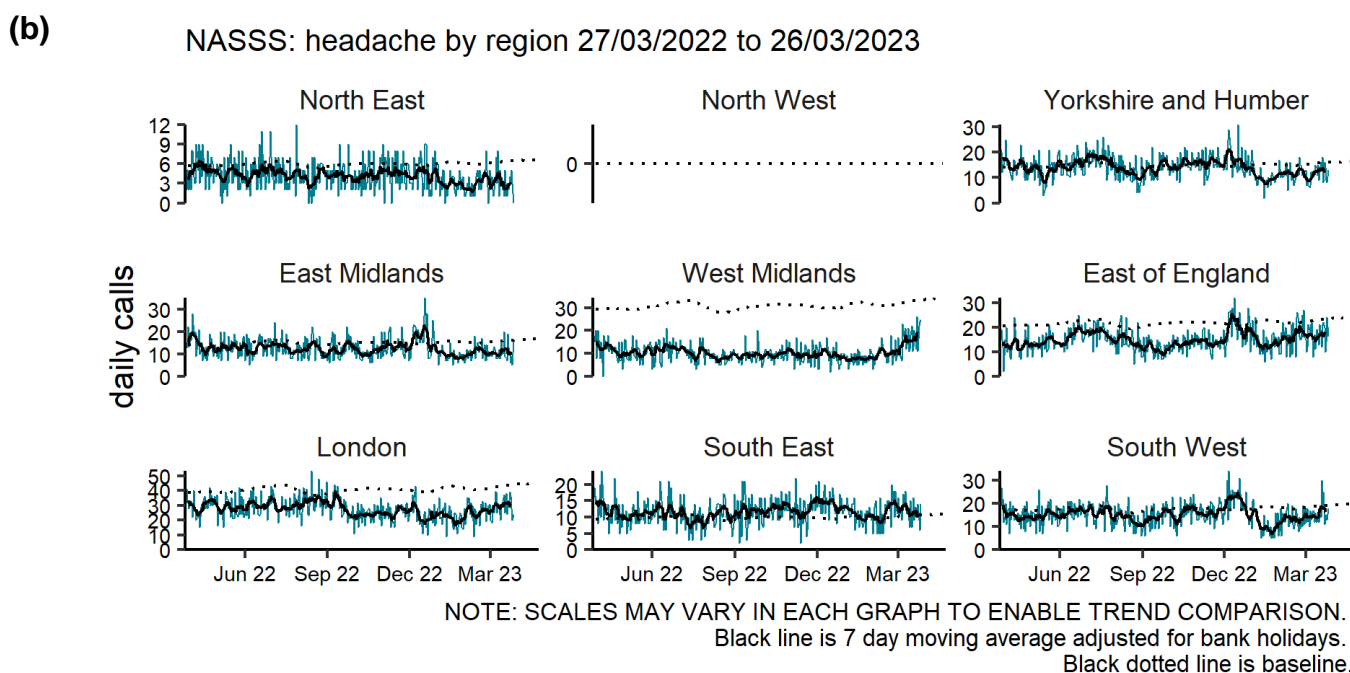 (b)
NASSS: headache by region 27/03/2022 to 26/03/2023
North East
North West
Yorkshire and Humber
12
9
6
3
0
0
30
20
10
0
daily calls
East Midlands
West Midlands
East of England
30
20
10
0
30
20
10
0
30
20
10
0
London
South East
South West
50
40
30
20
10
0
20
15
10
5
0
30
20
10
0
Jun 22 Sep 22 Dec 22 Mar 23
Jun 22 Sep 22 Dec 22 Mar 23
Jun 22 Sep 22 Dec 22 Mar 23
NOTE: SCALES MAY VARY IN EACH GRAPH TO ENABLE TREND COMPARISON.
Black line is 7 day moving average adjusted for bank holidays.
Black dotted line is baseline.